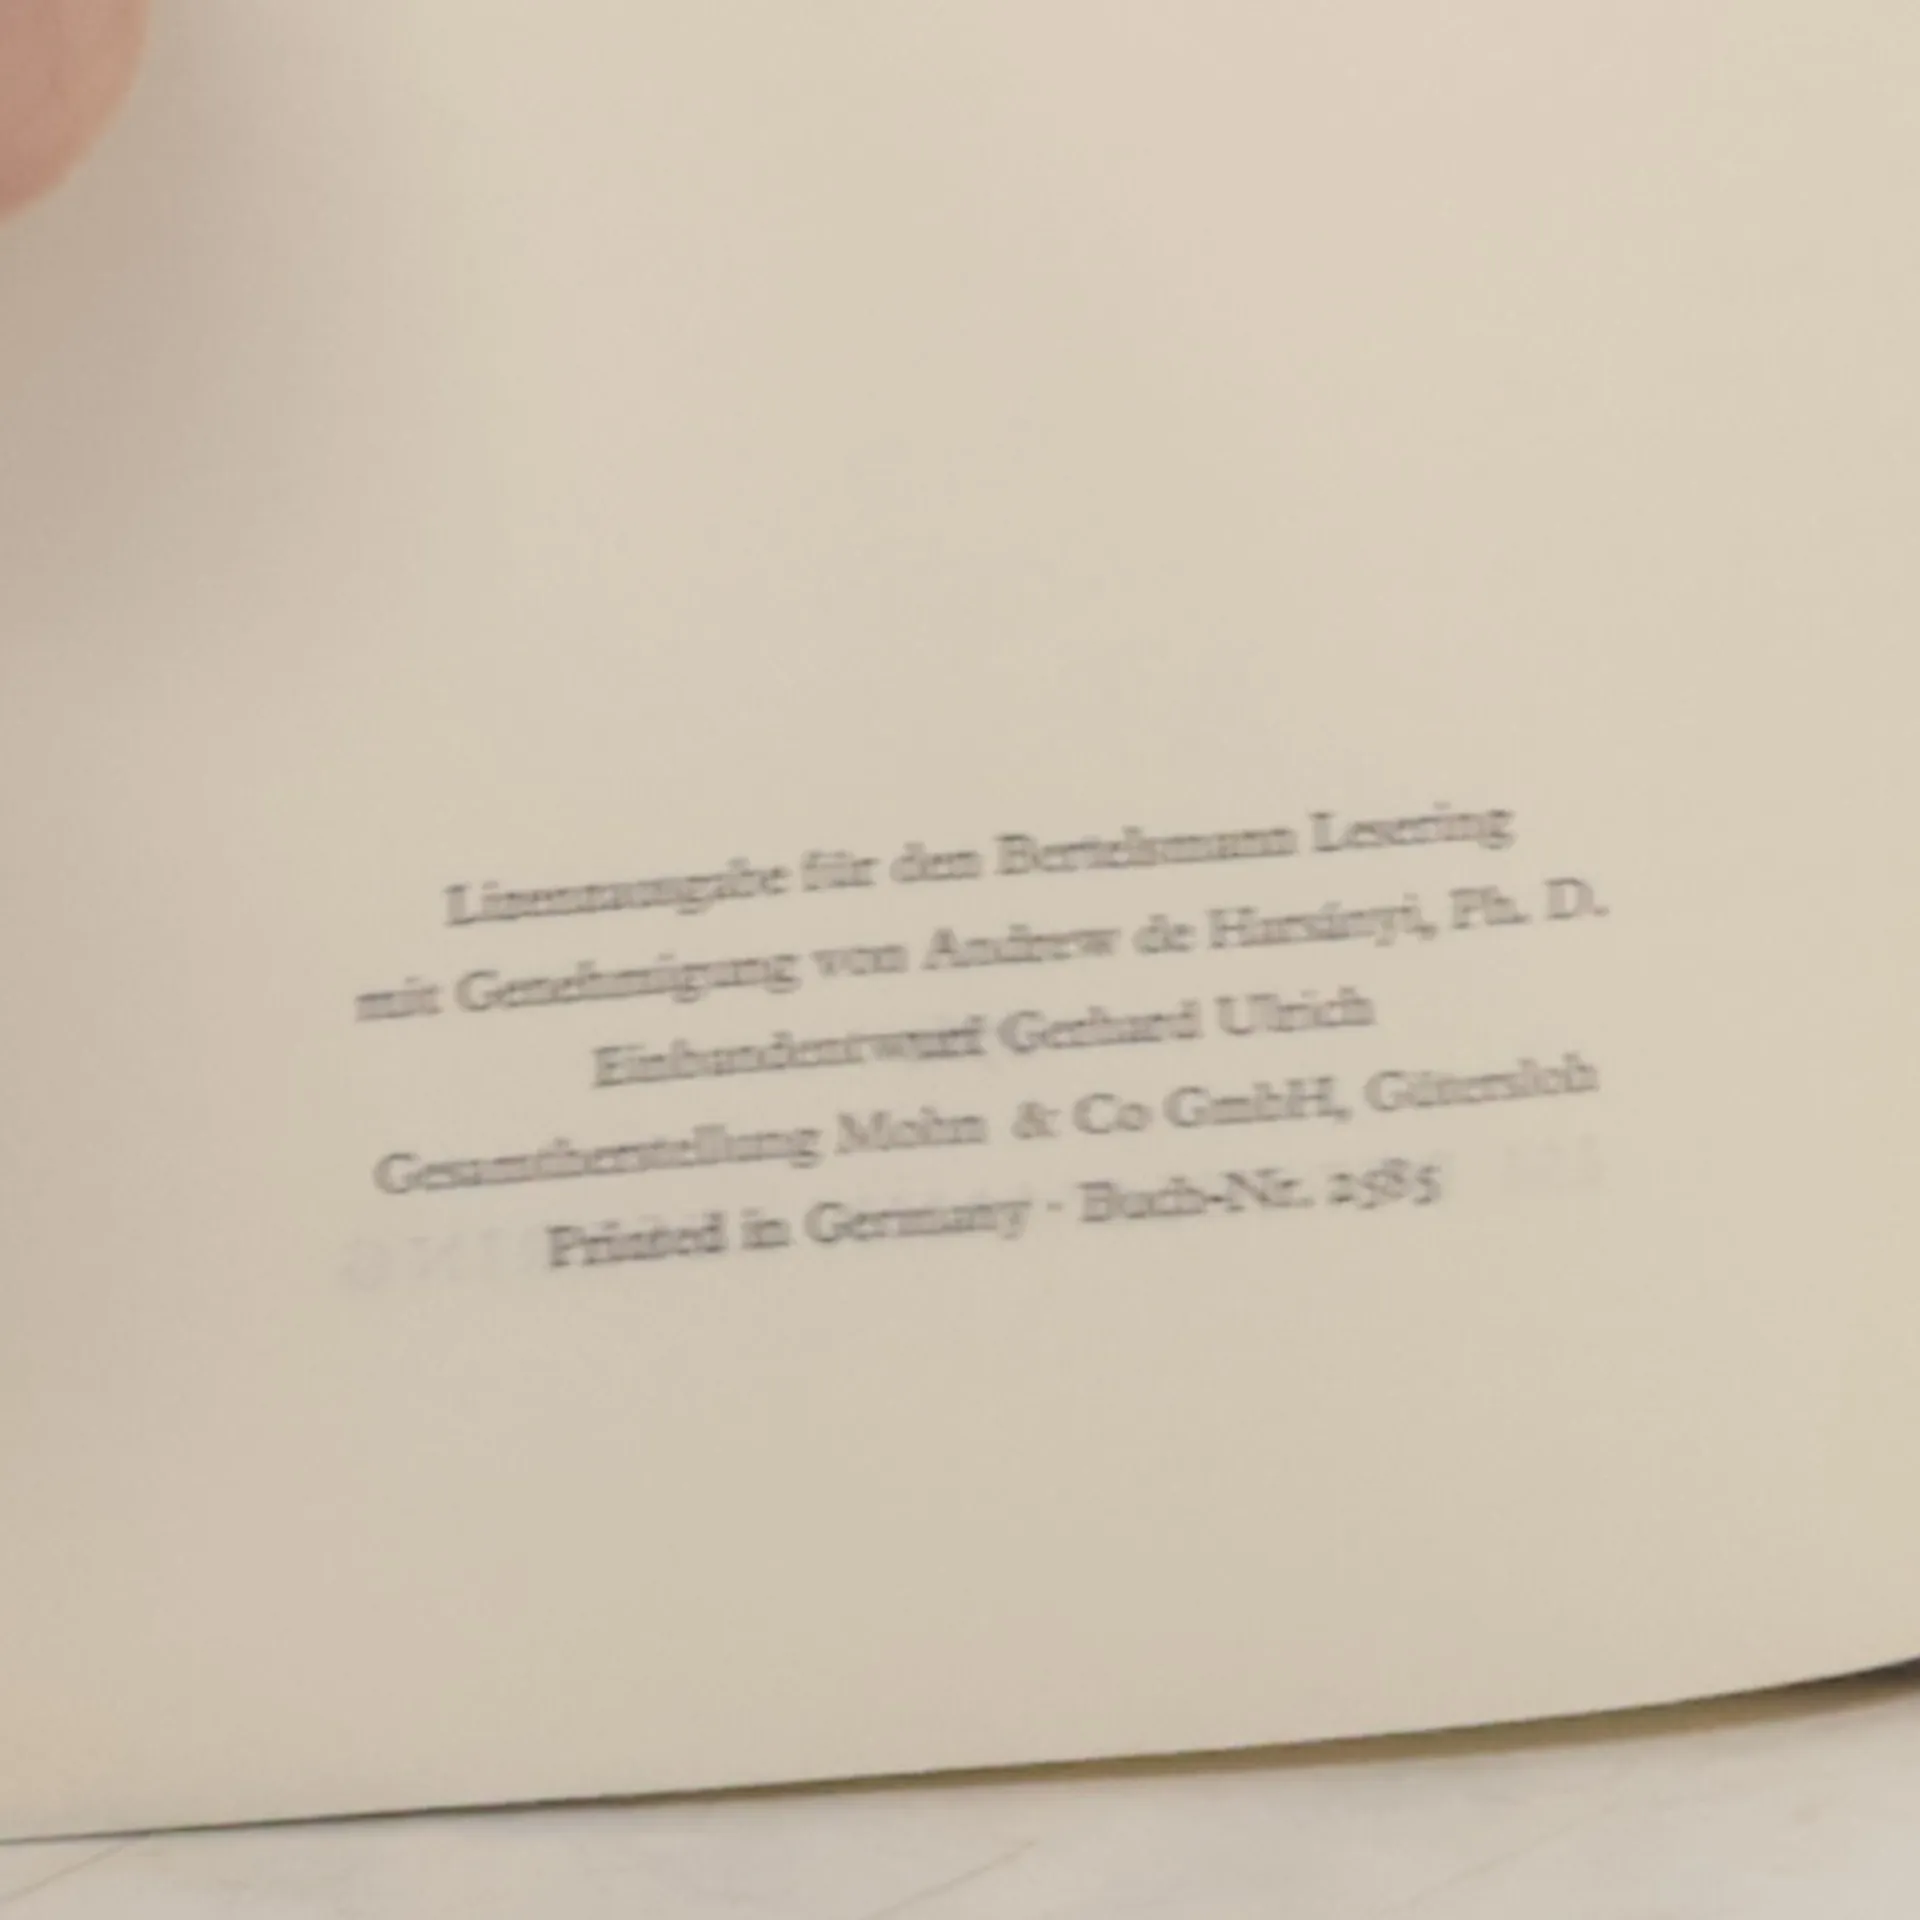 Lizenzausgabe für den Bertelsmann Lesering
mit Genehmigung von Andrew de Harsányi, Ph. D.
Einbandentwurf Gerhard Ulrich
Gesamtherstellung Mohn & Co GmbH, Gütersloh
Printed in Germany · Buch-Nr. 2585